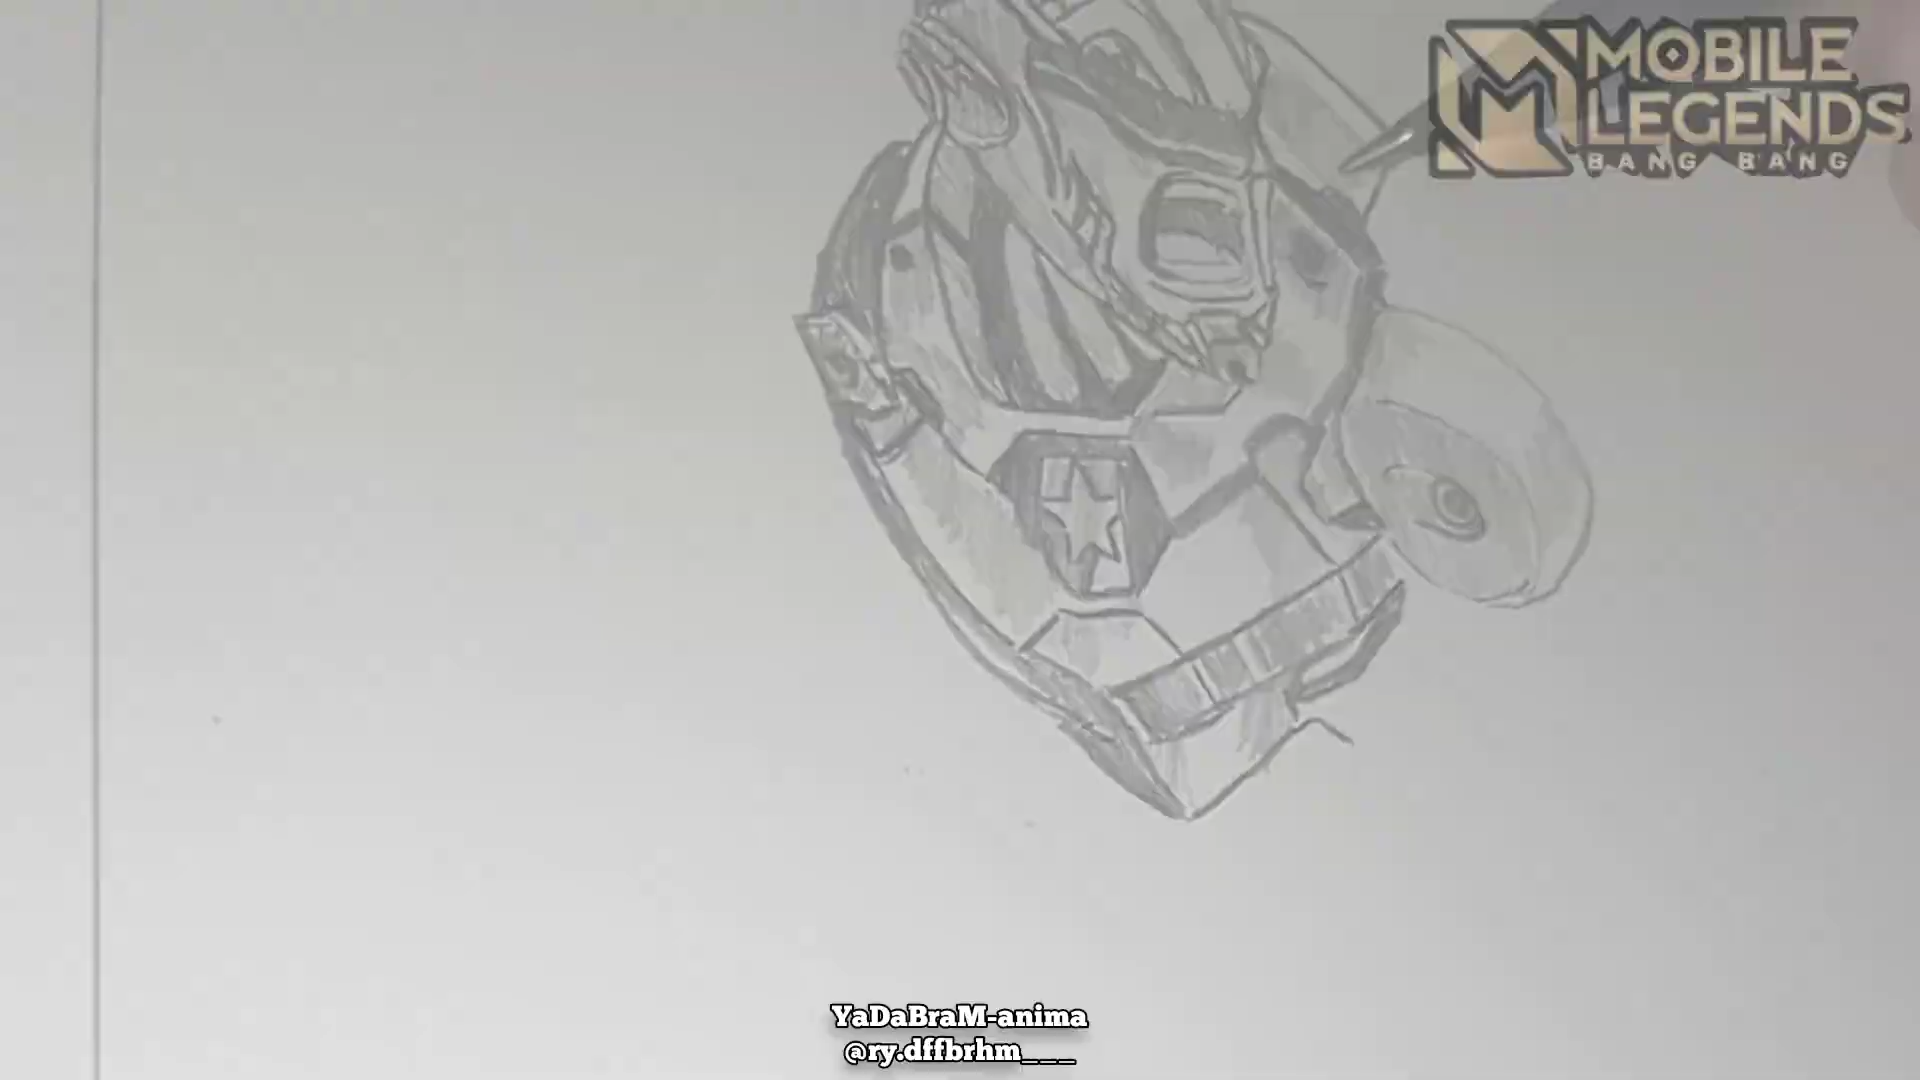 MOBILE
LEGENDS
BANG BANG
YaDaBraM-anima
@ry.dffbrhm___